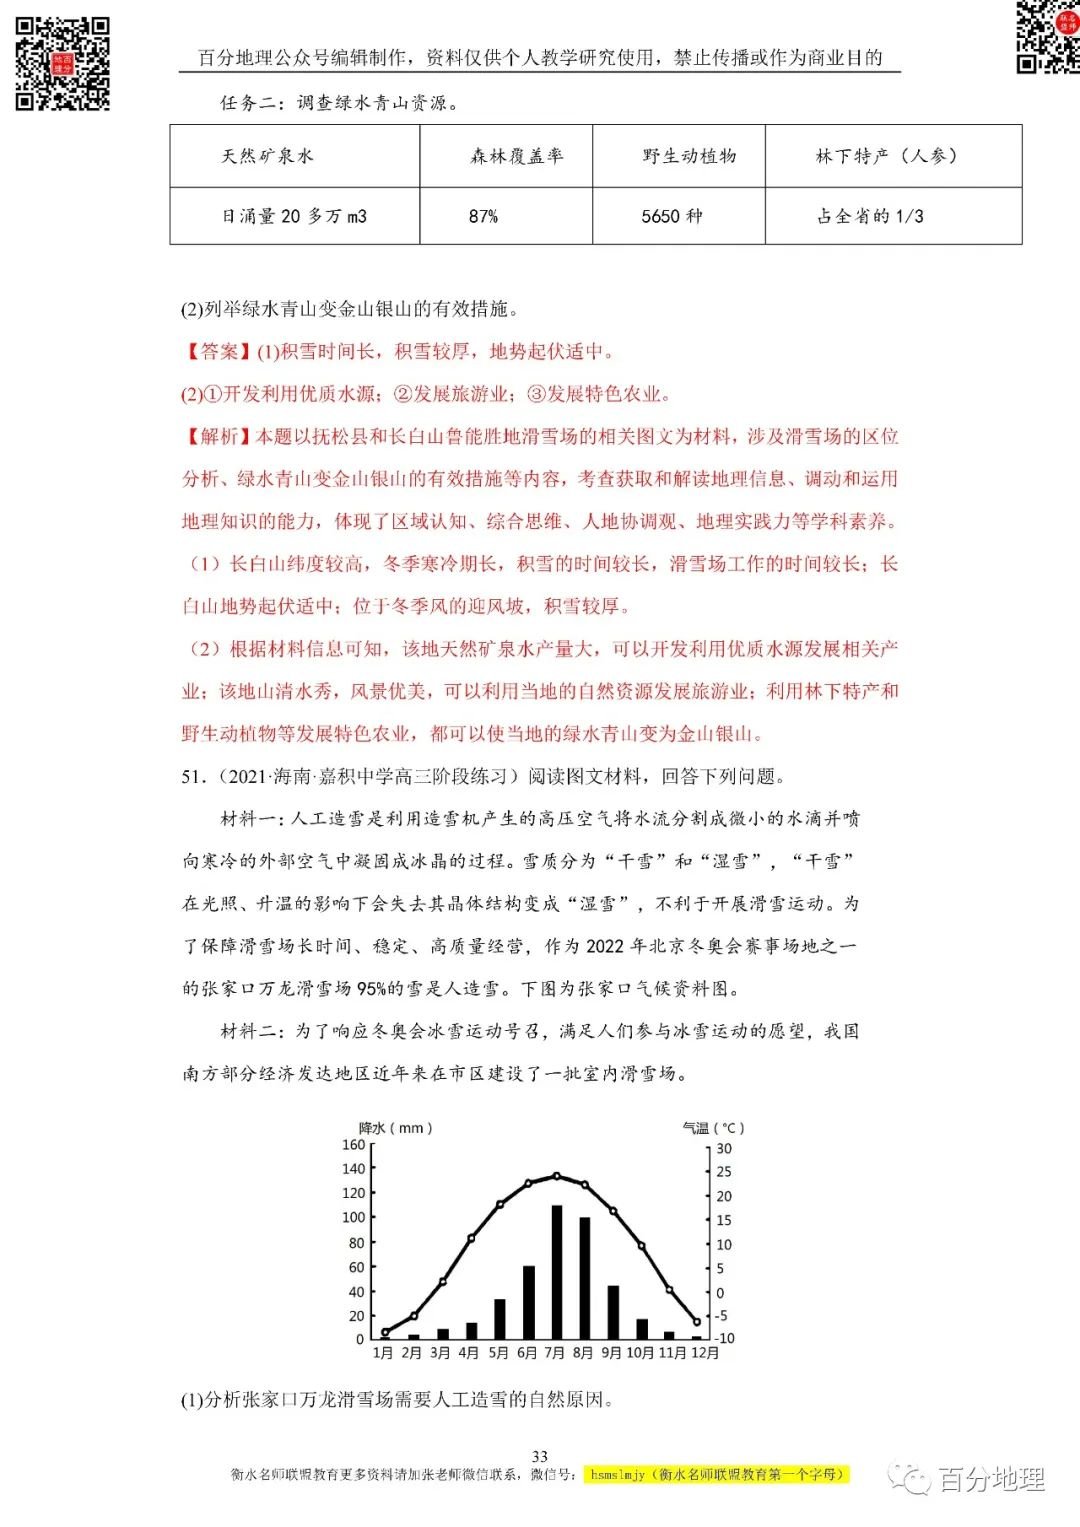 百分地理公众号编辑制作，资料仅供个人教学研究使用，禁止传播或作为商业目的
任务二：调查绿水青山资源。
天然矿泉水 森林覆盖率 野生动植物 林下特产（人参）
日涌量 20 多万 m3 87% 5650 种 占全省的 1/3
(2)列举绿水青山变金山银山的有效措施。
【答案】(1)积雪时间长，积雪较厚，地势起伏适中。
(2)①开发利用优质水源；②发展旅游业；③发展特色农业。
【解析】本题以抚松县和长白山鲁能胜地滑雪场的相关图文为材料，涉及滑雪场的区位
分析、绿水青山变金山银山的有效措施等内容，考查获取和解读地理信息、调动和运用
地理知识的能力，体现了区域认知、综合思维、人地协调观、地理实践力等学科素养。
（1）长白山纬度较高，冬季寒冷期长，积雪的时间较长，滑雪场工作的时间较长；长
白山地势起伏适中；位于冬季风的迎风坡，积雪较厚。
（2）根据材料信息可知，该地天然矿泉水产量大，可以开发利用优质水源发展相关产
业；该地山清水秀，风景优美，可以利用当地的自然资源发展旅游业；利用林下特产和
野生动植物等发展特色农业，都可以使当地的绿水青山变为金山银山。
51．（2021·海南·嘉积中学高三阶段练习）阅读图文材料，回答下列问题。
材料一：人工造雪是利用造雪机产生的高压空气将水流分割成微小的水滴并喷
向寒冷的外部空气中凝固成冰晶的过程。雪质分为“干雪”和“湿雪”，“干雪”
在光照、升温的影响下会失去其晶体结构变成“湿雪”，不利于开展滑雪运动。为
了保障滑雪场长时间、稳定、高质量经营，作为 2022 年北京冬奥会赛事场地之一
的张家口万龙滑雪场 95%的雪是人造雪。下图为张家口气候资料图。
材料二：为了响应冬奥会冰雪运动号召，满足人们参与冰雪运动的愿望，我国
南方部分经济发达地区近年来在市区建设了一批室内滑雪场。
降水（mm） 气温（℃）
160 30
140 25
120 20
100 15
80 10
60 5
40 0
20 -5
0 -10
1月 2月 3月 4月 5月 6月 7月 8月 9月 10月 11月 12月
(1)分析张家口万龙滑雪场需要人工造雪的自然原因。
33
衡水名师联盟教育更多资料请加张老师微信联系，微信号： hsmslmjy（衡水名师联盟教育第一个字母）
百分地理